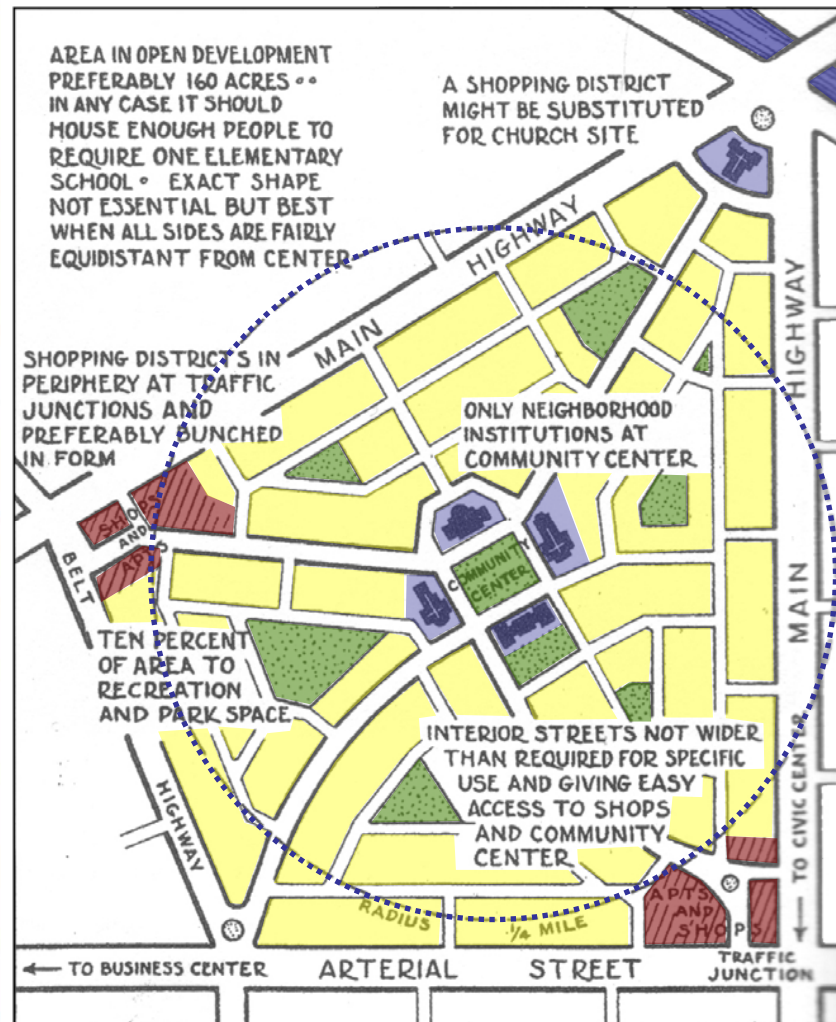 AREA IN OPEN DEVELOPMENT
PREFERABLY 160 ACRES ••
IN ANY CASE IT SHOULD
HOUSE ENOUGH PEOPLE TO
REQUIRE ONE ELEMENTARY
SCHOOL • EXACT SHAPE
NOT ESSENTIAL BUT BEST
WHEN ALL SIDES ARE FAIRLY
EQUIDISTANT FROM CENTER
A SHOPPING DISTRICT
MIGHT BE SUBSTITUTED
FOR CHURCH SITE
MAIN HIGHWAY
HIGHWAY MAIN
SHOPPING DISTRICTS IN
PERIPHERY AT TRAFFIC
JUNCTIONS AND
PREFERABLY BUNCHED
IN FORM
ONLY NEIGHBORHOOD
INSTITUTIONS AT
COMMUNITY CENTER
SHOPS
AND
APTS
BELT
HIGHWAY
COMMUNITY
CENTER
TEN PERCENT
OF AREA TO
RECREATION
AND PARK SPACE
INTERIOR STREETS NOT WIDER
THAN REQUIRED FOR SPECIFIC
USE AND GIVING EASY
ACCESS TO SHOPS
AND COMMUNITY
CENTER
TO CIVIC CENTER
RADIUS 1/4 MILE
APTS
AND
SHOPS
← TO BUSINESS CENTER
ARTERIAL STREET
TRAFFIC
JUNCTION